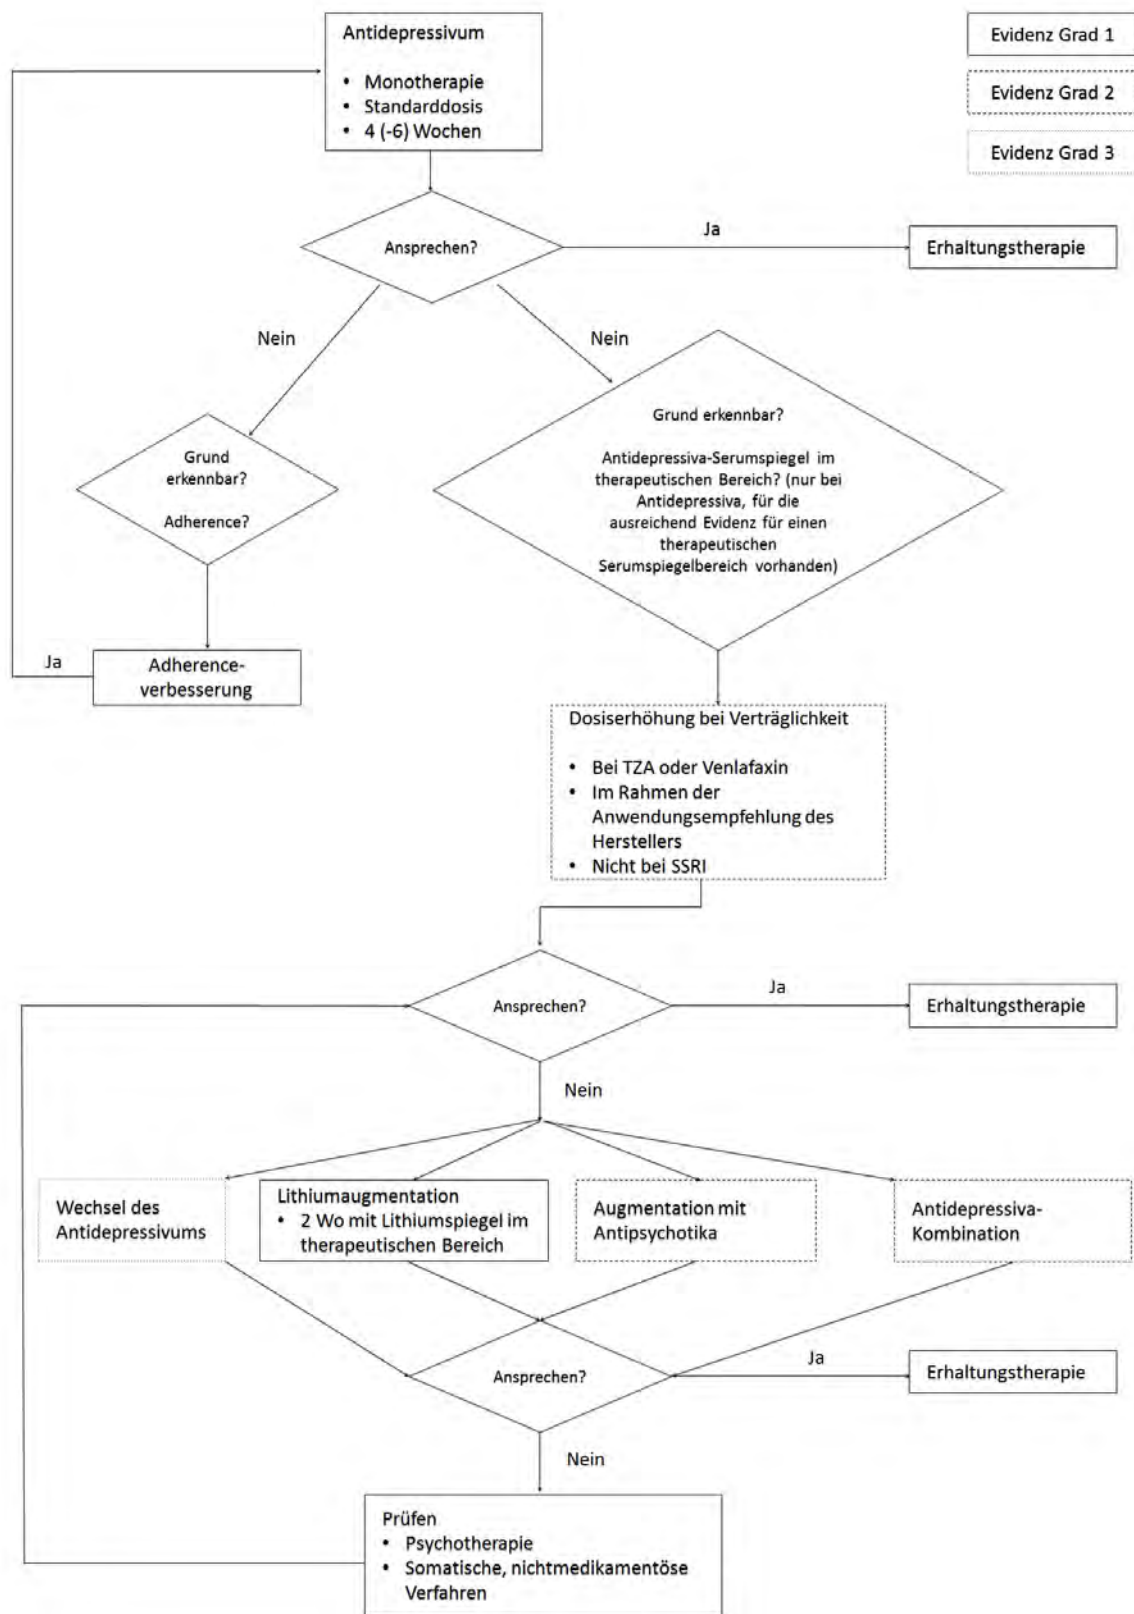 Antidepressivum
• Monotherapie
• Standarddosis
• 4 (-6) Wochen
Evidenz Grad 1
Evidenz Grad 2
Evidenz Grad 3
Ansprechen?
Ja
Erhaltungstherapie
Nein
Nein
Grund
erkennbar?
Adherence?
Grund erkennbar?
Antidepressiva-Serumspiegel im
therapeutischen Bereich? (nur bei
Antidepressiva, für die
ausreichend Evidenz für einen
therapeutischen
Serumspiegelbereich vorhanden)
Ja
Adherence-
verbesserung
Dosiserhöhung bei Verträglichkeit
• Bei TZA oder Venlafaxin
• Im Rahmen der
Anwendungsempfehlung des
Herstellers
• Nicht bei SSRI
Ansprechen?
Ja
Erhaltungstherapie
Nein
Wechsel des
Antidepressivums
Lithiumaugmentation
• 2 Wo mit Lithiumspiegel im
therapeutischen Bereich
Augmentation mit
Antipsychotika
Antidepressiva-
Kombination
Ansprechen?
Ja
Erhaltungstherapie
Nein
Prüfen
• Psychotherapie
• Somatische, nichtmedikamentöse
Verfahren